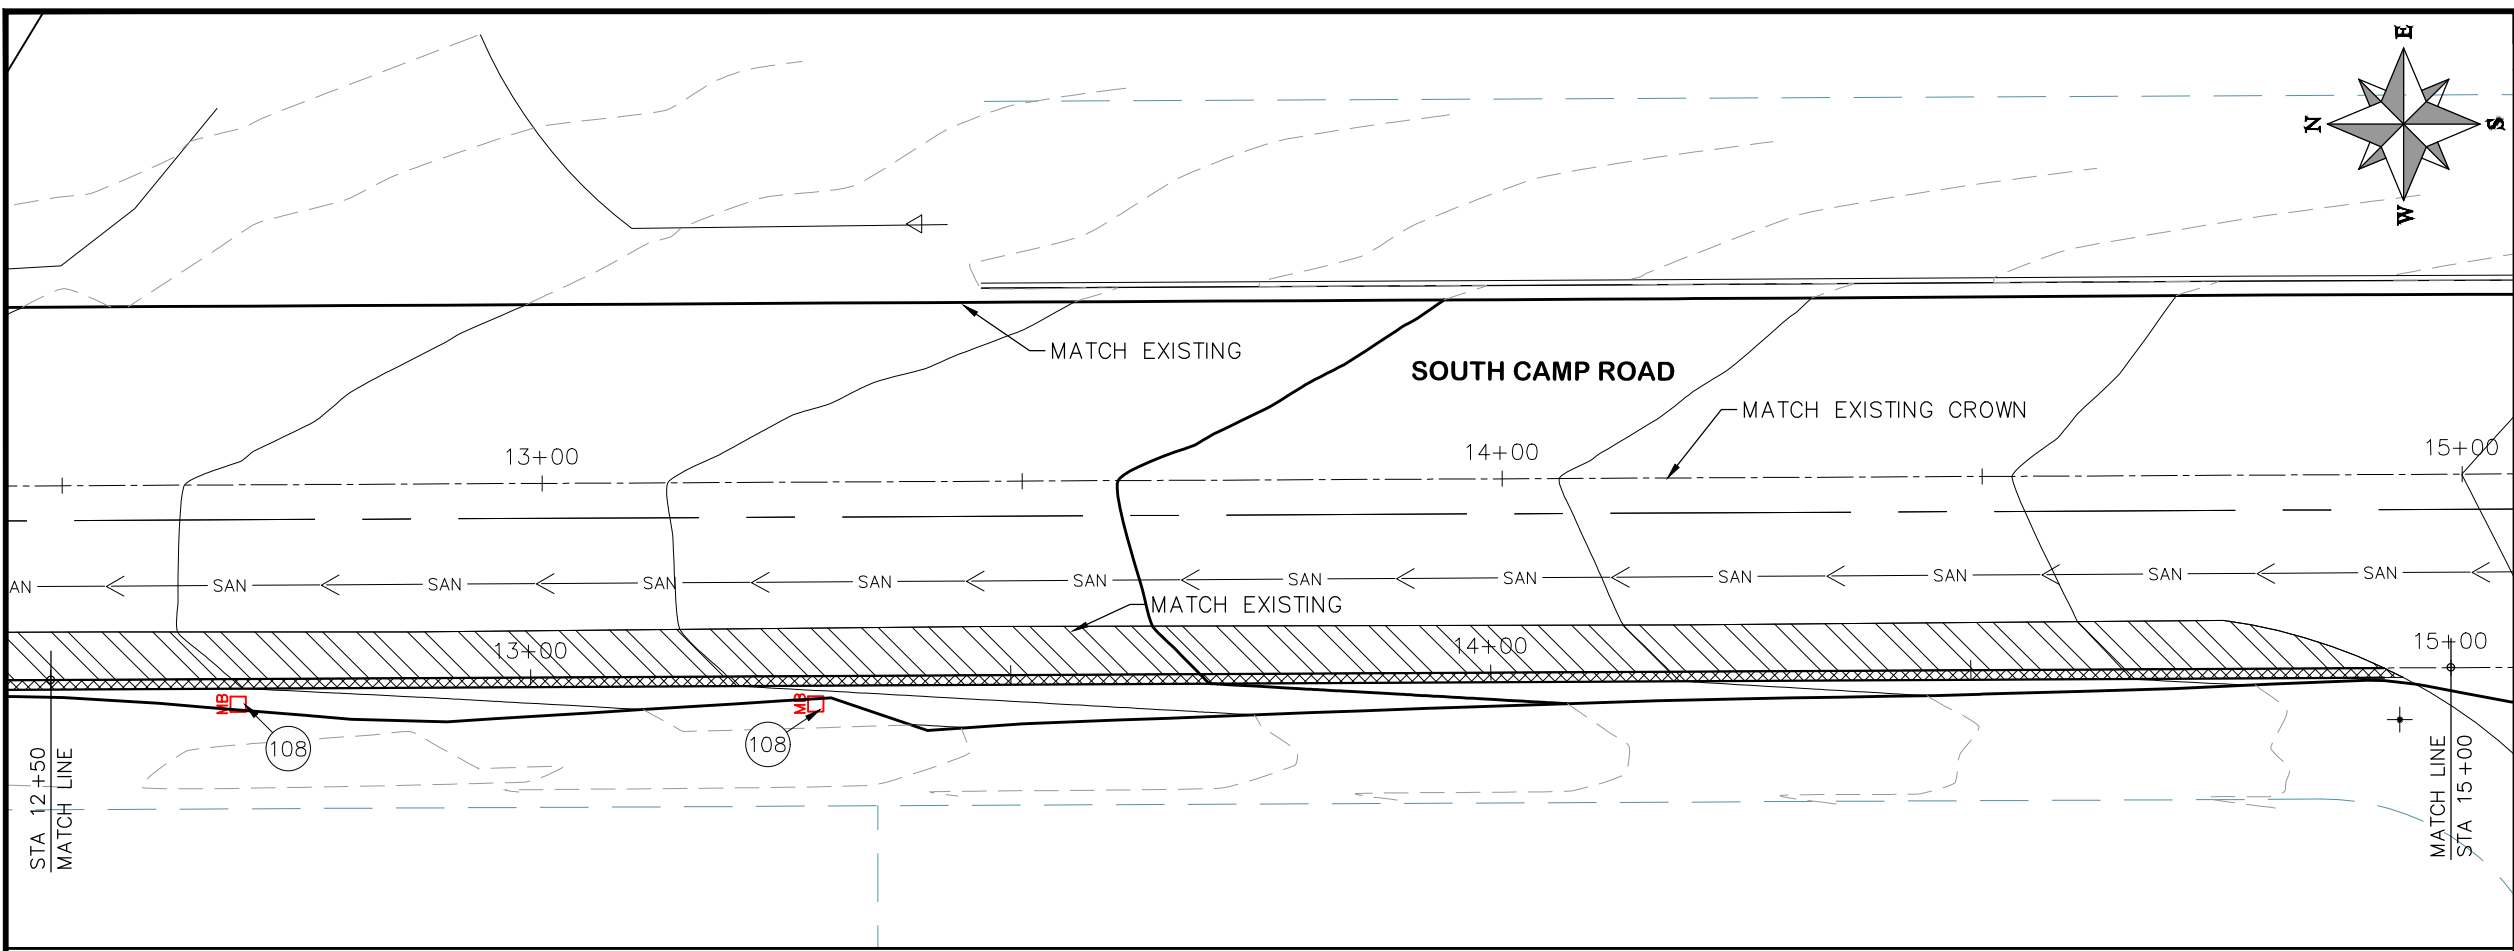 E
N
S
W
MATCH EXISTING
SOUTH CAMP ROAD
MATCH EXISTING CROWN
13+00
14+00
15+00
AN
SAN
SAN
SAN
SAN
SAN
SAN
SAN
SAN
SAN
SAN
SAN
MATCH EXISTING
13+00
14+00
15+00
MB
MB
108
108
STA 12+50
MATCH LINE
MATCH LINE
STA 15+00